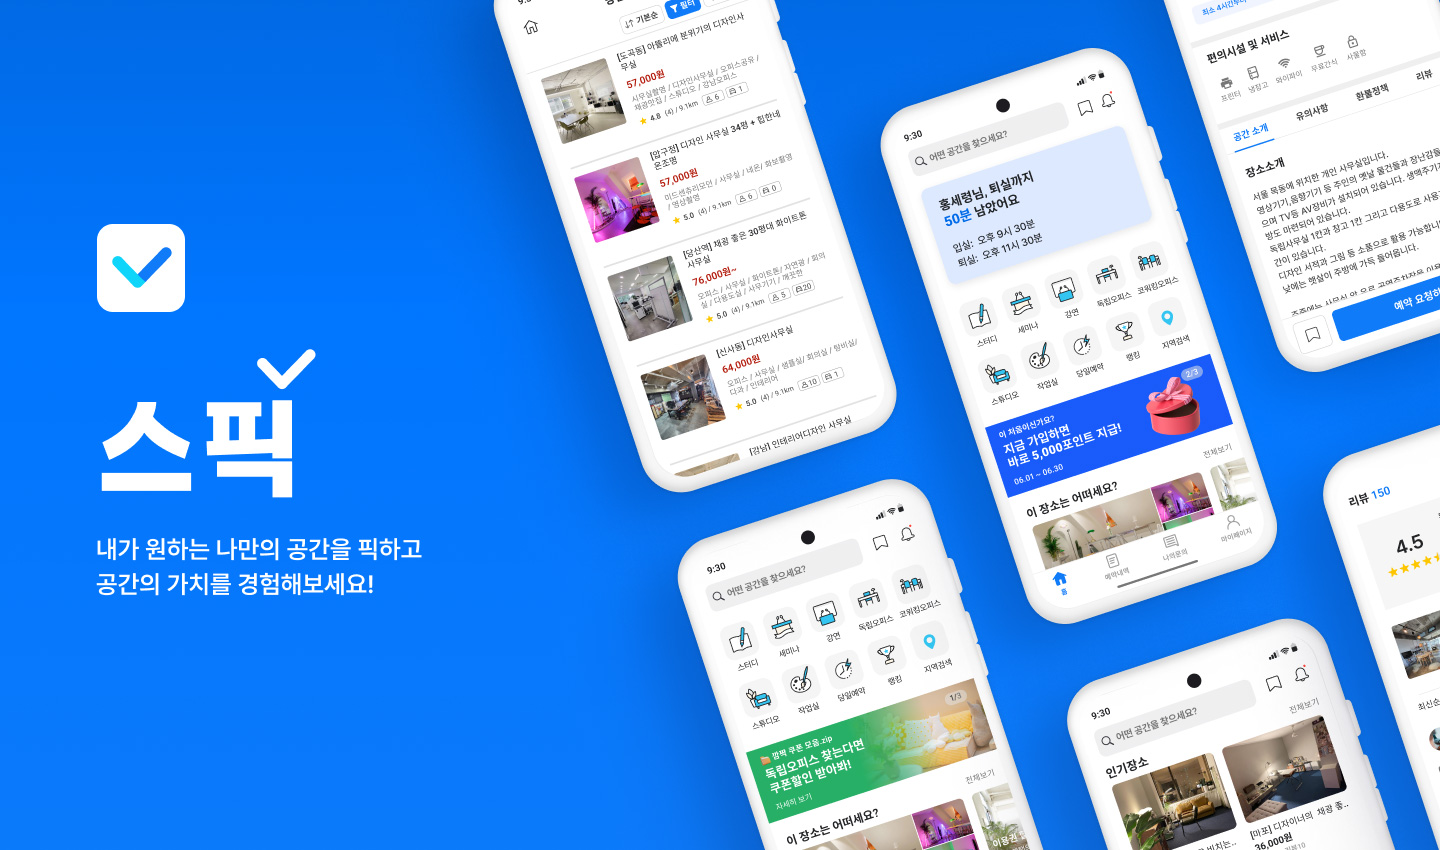 스픽
내가 원하는 나만의 공간을 픽하고
공간의 가치를 경험해보세요!
기본순
필터
[도곡동] 아뜰리에 분위기의 디자인사
무실
57,000원
사무실촬영 / 디자인사무실 / 오피스공유 /
채광맛집 / 스튜디오 / 강남오피스
4.8 (4) / 9.1km 6 1
[압구정] 디자인 사무실 34평 + 힙한네
온조명
57,000원
미드센츄리모던 / 사무실 / 네온/ 화보촬영
/ 영상촬영
5.0 (4) / 9.1km 6 0
[당산역] 채광 좋은 30평대 화이트톤
사무실
76,000원~
오피스 / 사무실 / 화이트톤/ 자연광 / 회의
실 / 다용도실 / 사무기기 / 깨끗한
5.0 (4) / 9.1km 5 20
[신사동] 디자인사무실
64,000원
오피스 / 사무실 / 샘플실/ 회의실 / 탕비실/
다과 / 인테리어
5.0 (4) / 9.1km 10 1
[강남] 인테리어디자인 사무실
9:30
어떤 공간을 찾으세요?
홍세령님, 퇴실까지
50분 남았어요
입실: 오후 9시 30분
퇴실: 오후 11시 30분
스터디
세미나
강연
독립오피스
코워킹오피스
스튜디오
작업실
당일예약
랭킹
지역검색
2/3
이 처음이신가요?
지금 가입하면
바로 5,000포인트 지급!
06.01 ~ 06.30
이 장소는 어떠세요?
전체보기
홈
예약내역
나의문의
마이페이지
최소 4시간부터
편의시설 및 서비스
프린터
냉장고
와이파이
무료간식
사물함
공간 소개
유의사항
환불정책
리뷰
장소소개
서울 목동에 위치한 개인 사무실입니다.
영상기기,음향기기 등 주인의 옛날 물건들과 장난감들
으며 TV등 AV장비가 설치되어 있습니다. 생맥주기
방도 마련되어 있습니다.
독립사무실 1칸과 창고 1칸 그리고 다용도로 사용
간이 있습니다.
디자인 서적과 그림 등 소품으로 활용 가능합니
낮에는 햇살이 주방에 가득 들어옵니다.
예약 요청하
9:30
어떤 공간을 찾으세요?
스터디
세미나
강연
독립오피스
코워킹오피스
스튜디오
작업실
당일예약
랭킹
지역검색
1/3
깜짝 쿠폰 모음.zip
독립오피스 찾는다면
쿠폰할인 받아봐!
자세히 보기
이 장소는 어떠세요?
전체보기
이용권
9:30
어떤 공간을 찾으세요?
인기장소
전체보기
[마포] 디자이너의 채광 좋..
36,000원
리뷰10
비치는..
리뷰 150
4.5
최신순